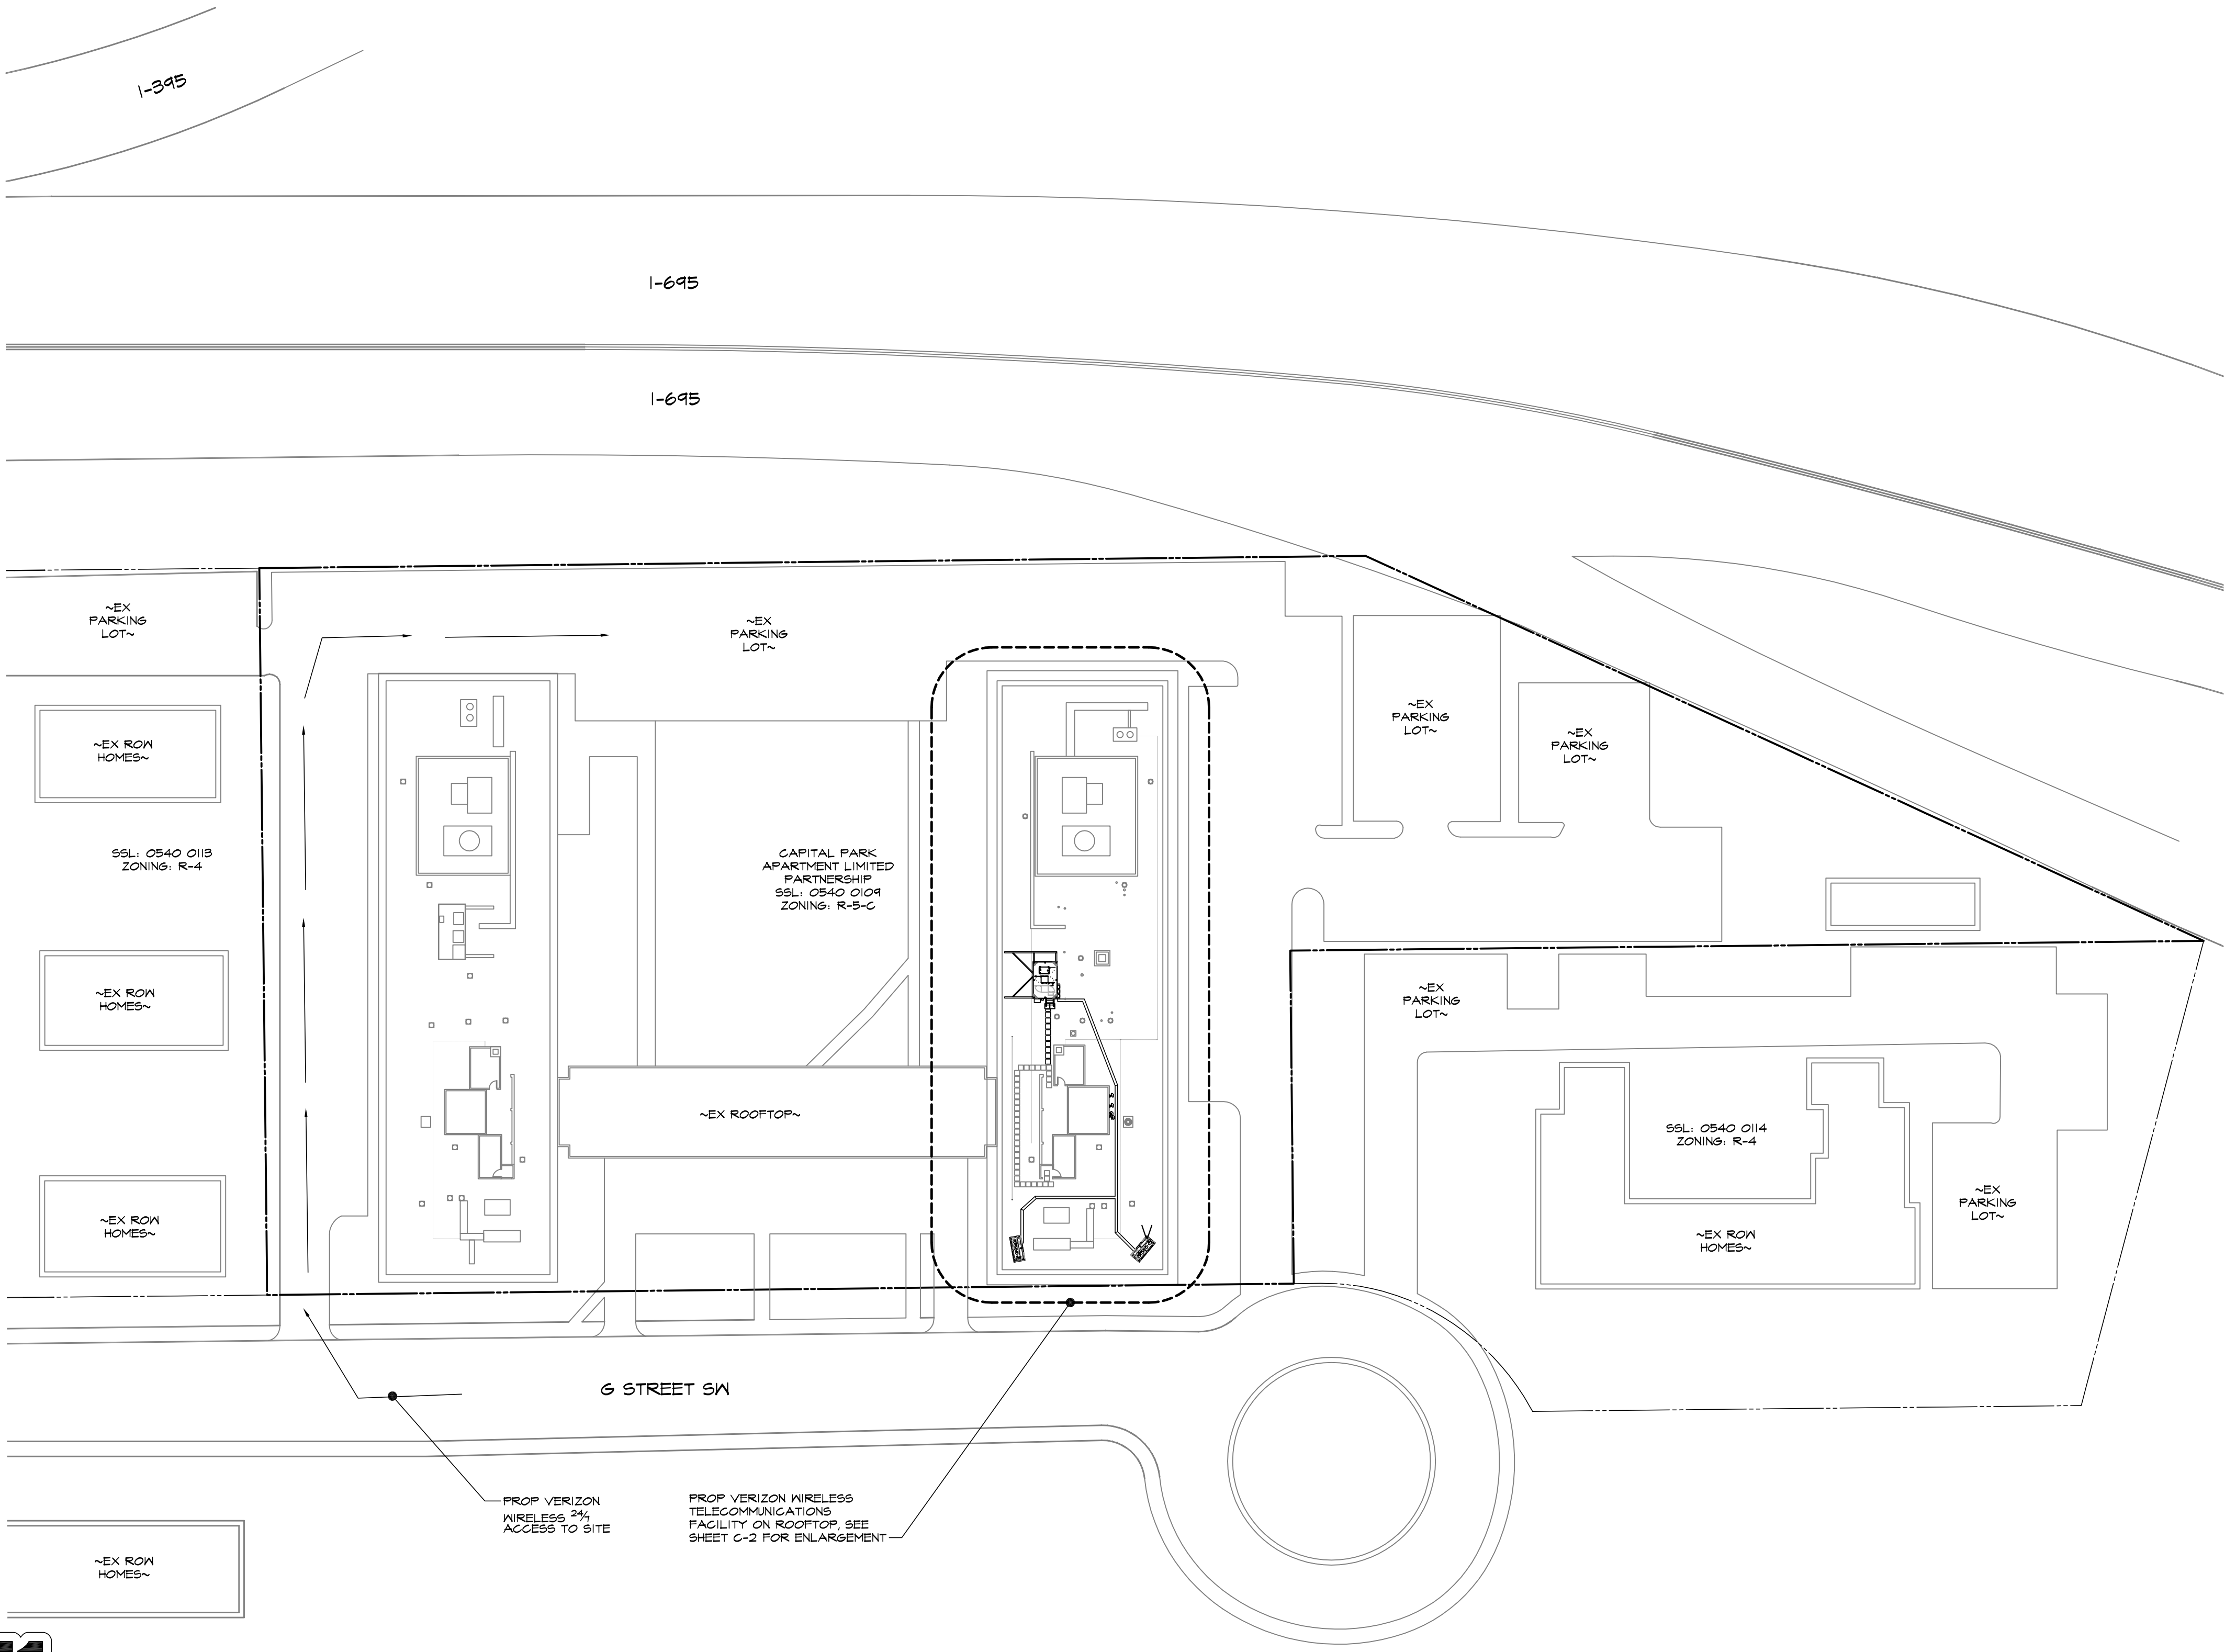 I-395
I-695
I-695
~EX
PARKING
LOT~
~EX
PARKING
LOT~
~EX
PARKING
LOT~
~EX
PARKING
LOT~
~EX ROW
HOMES~
SSL: 0540 0113
ZONING: R-4
CAPITAL PARK
APARTMENT LIMITED
PARTNERSHIP
SSL: 0540 0109
ZONING: R-5-C
~EX ROW
HOMES~
~EX
PARKING
LOT~
~EX ROOFTOP~
SSL: 0540 0114
ZONING: R-4
~EX ROW
HOMES~
~EX
PARKING
LOT~
~EX ROW
HOMES~
G STREET SW
PROP VERIZON
WIRELESS 24/7
ACCESS TO SITE
PROP VERIZON WIRELESS
TELECOMMUNICATIONS
FACILITY ON ROOFTOP, SEE
SHEET C-2 FOR ENLARGEMENT
~EX ROW
HOMES~